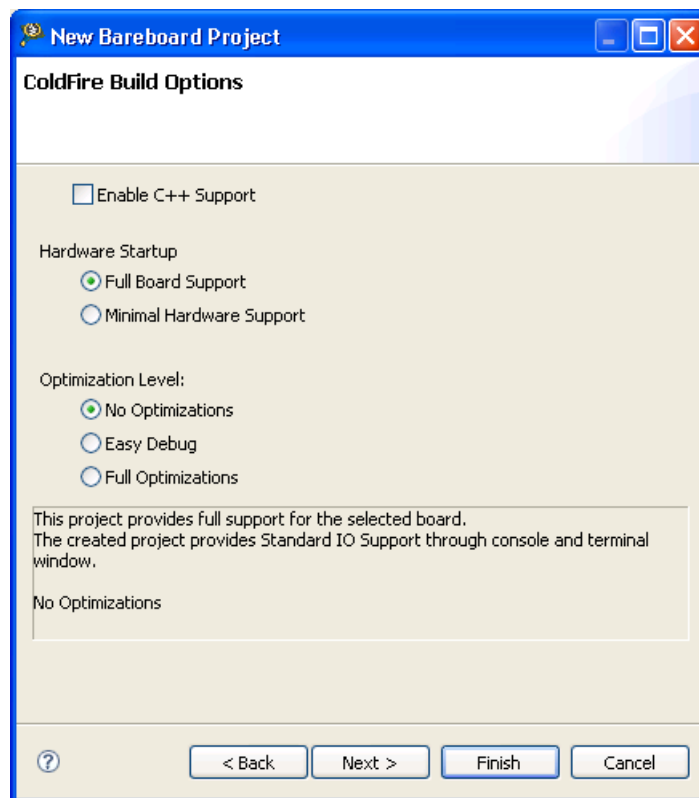 New Bareboard Project
ColdFire Build Options
Enable C++ Support
Hardware Startup
Full Board Support
Minimal Hardware Support
Optimization Level:
No Optimizations
Easy Debug
Full Optimizations
This project provides full support for the selected board.
The created project provides Standard IO Support through console and terminal
window.
No Optimizations
? < Back Next > Finish Cancel